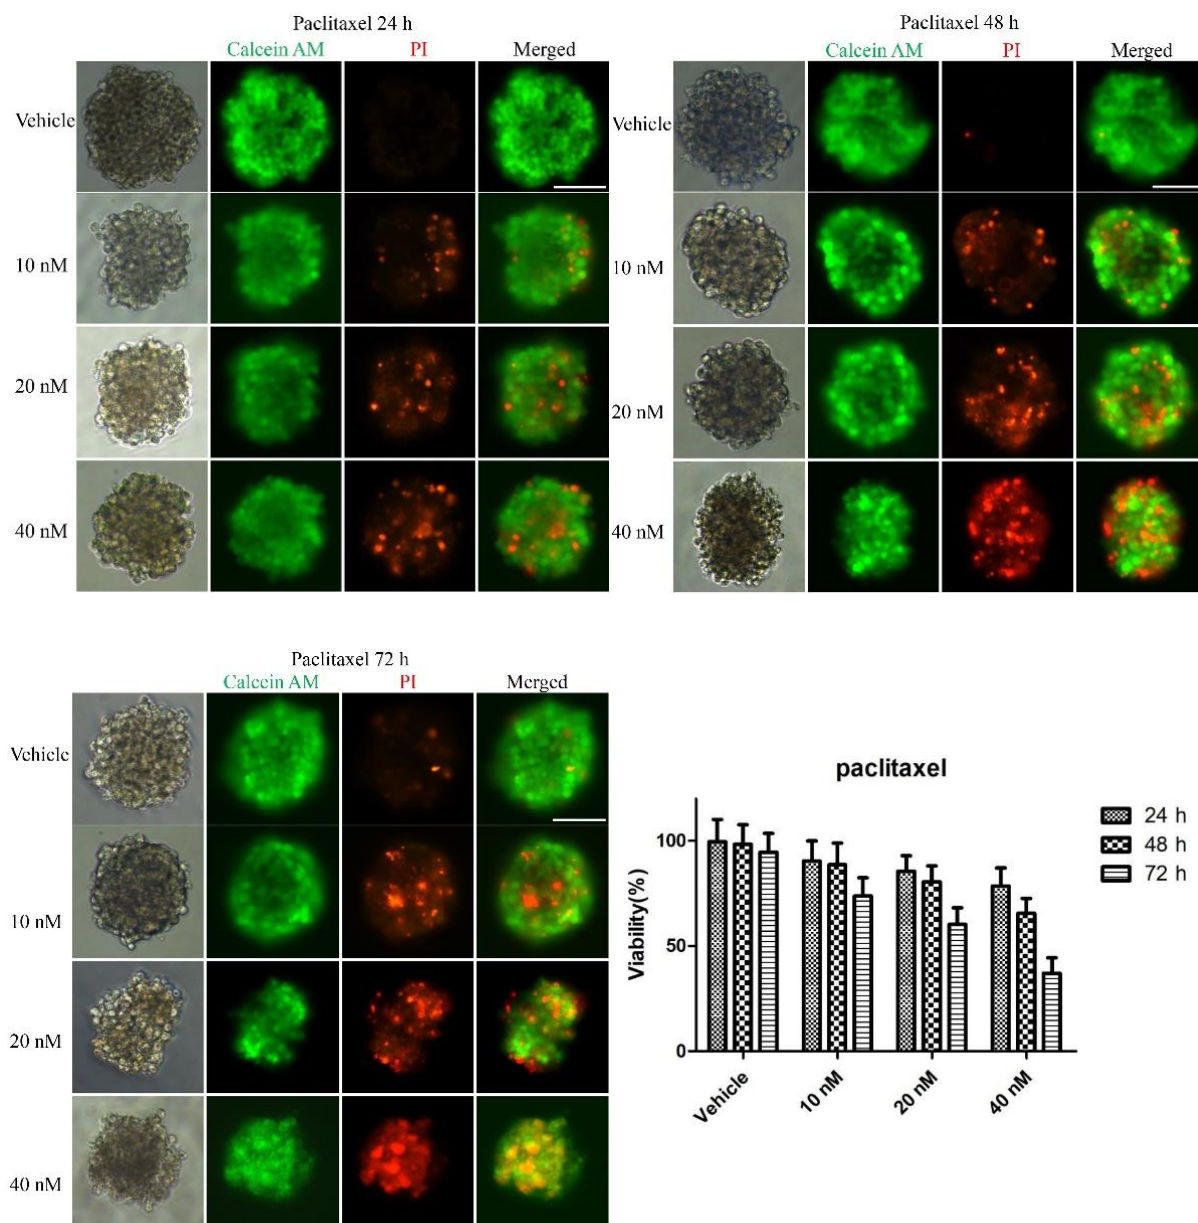 Paclitaxel 24 h
Calcein AM PI Merged
Vehicle
10 nM
20 nM
40 nM
Paclitaxel 48 h
Calcein AM PI Merged
Vehicle
10 nM
20 nM
40 nM
Paclitaxel 72 h
Calcein AM PI Merged
Vehicle
10 nM
20 nM
40 nM
paclitaxel
Viability(%)
100
50
0
Vehicle 10 nM 20 nM 40 nM
24 h
48 h
72 h